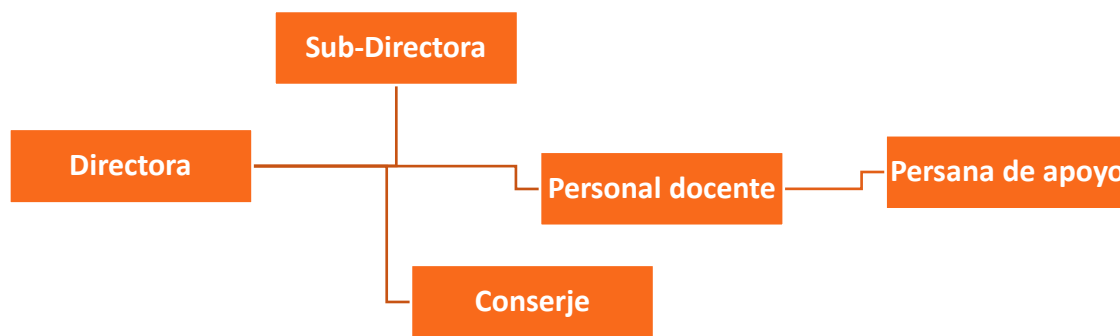 Sub-Directora
Directora
Personal docente
Persana de apoyo
Conserje